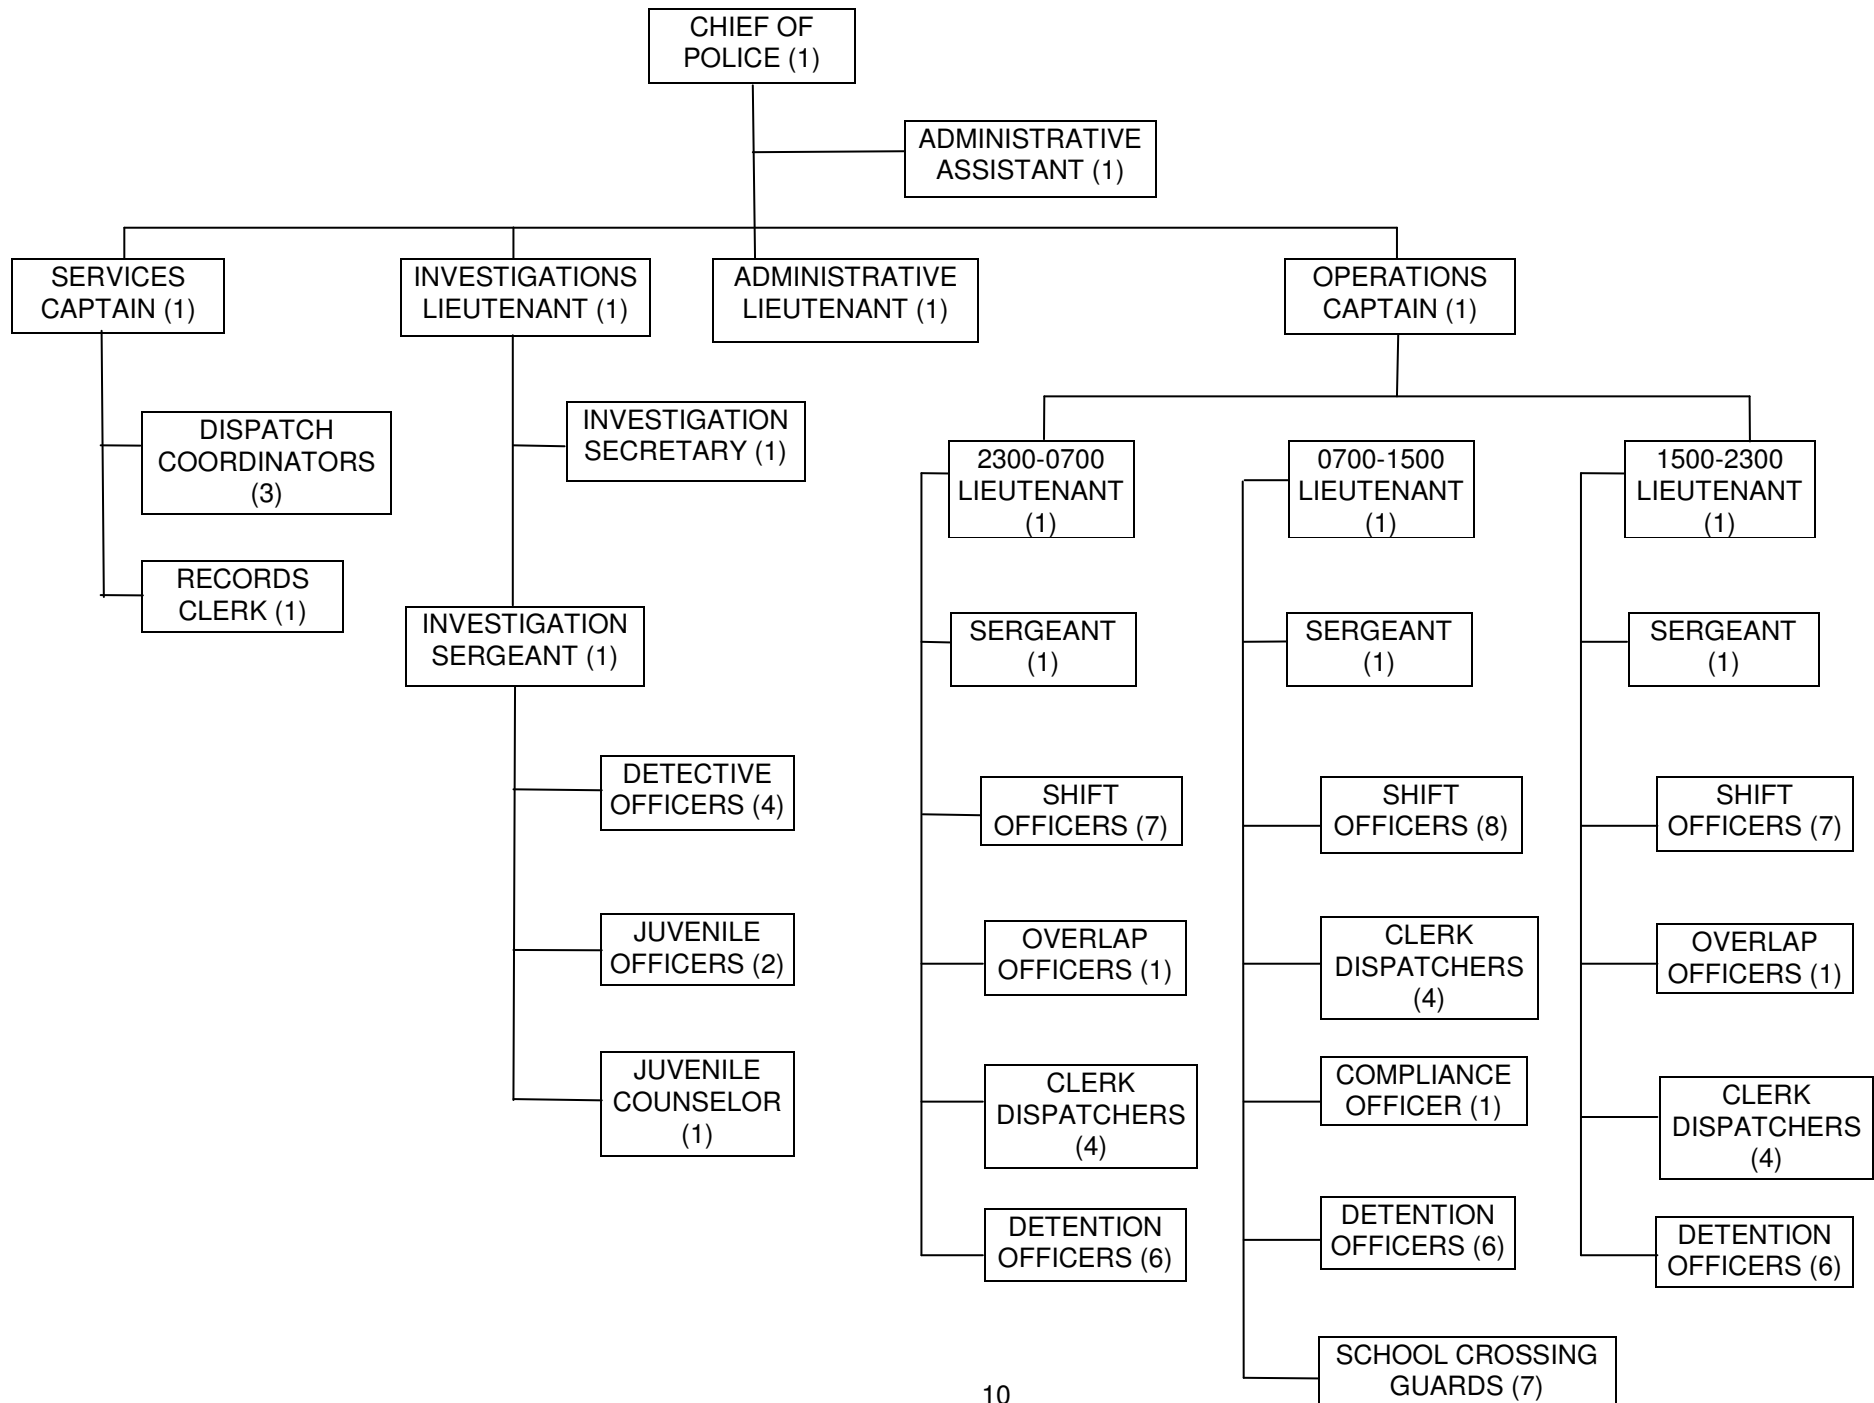 CHIEF OF
POLICE (1)
ADMINISTRATIVE
ASSISTANT (1)
SERVICES
CAPTAIN (1)
INVESTIGATIONS
LIEUTENANT (1)
ADMINISTRATIVE
LIEUTENANT (1)
OPERATIONS
CAPTAIN (1)
DISPATCH
COORDINATORS
(3)
RECORDS
CLERK (1)
INVESTIGATION
SECRETARY (1)
INVESTIGATION
SERGEANT (1)
DETECTIVE
OFFICERS (4)
JUVENILE
OFFICERS (2)
JUVENILE
COUNSELOR
(1)
2300-0700
LIEUTENANT
(1)
SERGEANT
(1)
SHIFT
OFFICERS (7)
OVERLAP
OFFICERS (1)
CLERK
DISPATCHERS
(4)
DETENTION
OFFICERS (6)
0700-1500
LIEUTENANT
(1)
SERGEANT
(1)
SHIFT
OFFICERS (8)
CLERK
DISPATCHERS
(4)
COMPLIANCE
OFFICER (1)
DETENTION
OFFICERS (6)
SCHOOL CROSSING
GUARDS (7)
1500-2300
LIEUTENANT
(1)
SERGEANT
(1)
SHIFT
OFFICERS (7)
OVERLAP
OFFICERS (1)
CLERK
DISPATCHERS
(4)
DETENTION
OFFICERS (6)
10